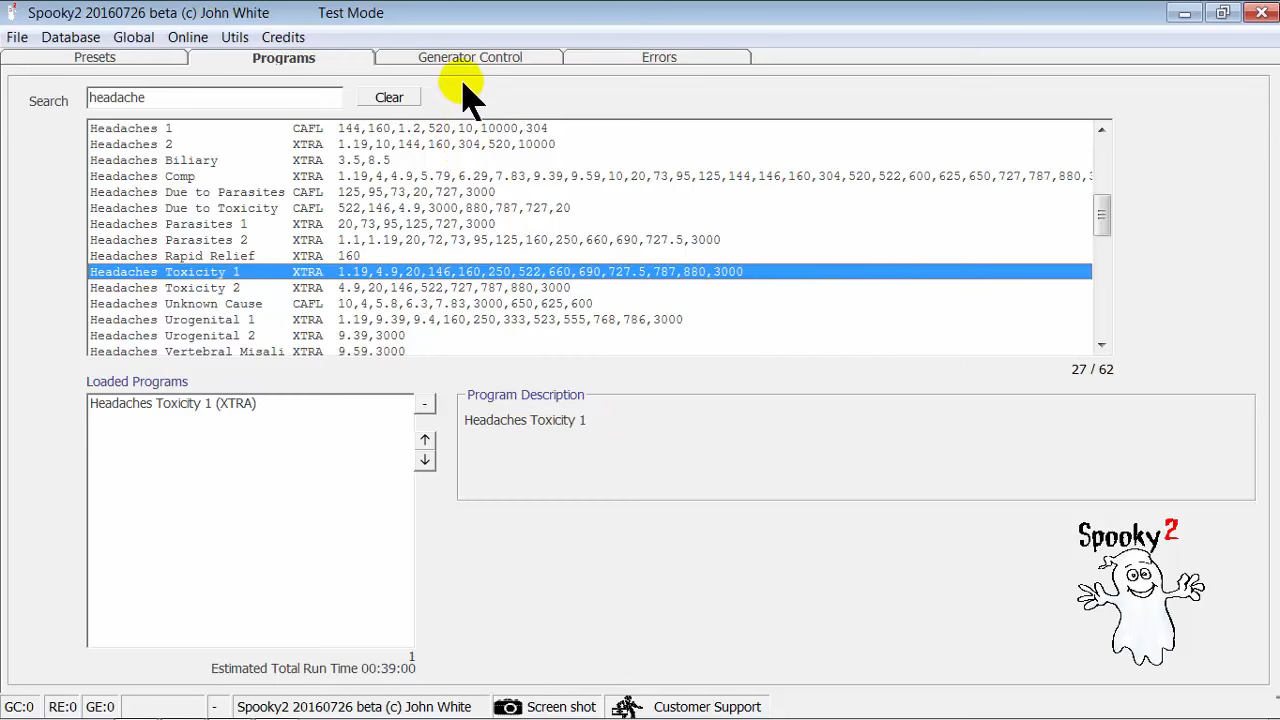 Spooky2 20160726 beta (c) John White Test Mode
File Database Global Online Utils Credits
Presets Programs Generator Control Errors
Search headache Clear
Headaches 1 CAFL 144,160,1.2,520,10,10000,304
Headaches 2 XTRA 1.19,10,144,160,304,520,10000
Headaches Biliary XTRA 3.5,8.5
Headaches Comp XTRA 1.19,4,4.9,5.79,6.29,7.83,9.39,9.59,10,20,73,95,125,144,146,160,304,520,522,600,625,650,727,787,880,3
Headaches Due to Parasites CAFL 125,95,73,20,727,3000
Headaches Due to Toxicity CAFL 522,146,4.9,3000,880,787,727,20
Headaches Parasites 1 XTRA 20,73,95,125,727,3000
Headaches Parasites 2 XTRA 1.1,1.19,20,72,73,95,125,160,250,660,690,727.5,3000
Headaches Rapid Relief XTRA 160
Headaches Toxicity 1 XTRA 1.19,4.9,20,146,160,250,522,660,690,727.5,787,880,3000
Headaches Toxicity 2 XTRA 4.9,20,146,522,727,787,880,3000
Headaches Unknown Cause CAFL 10,4,5.8,6.3,7.83,3000,650,625,600
Headaches Urogenital 1 XTRA 1.19,9.39,9.4,160,250,333,523,555,768,786,3000
Headaches Urogenital 2 XTRA 9.39,3000
Headaches Vertebral Misali XTRA 9.59,3000
27 / 62
Loaded Programs
Headaches Toxicity 1 (XTRA)
-
Program Description
Headaches Toxicity 1
Spooky2
1
Estimated Total Run Time 00:39:00
GC:0 RE:0 GE:0 - Spooky2 20160726 beta (c) John White Screen shot Customer Support